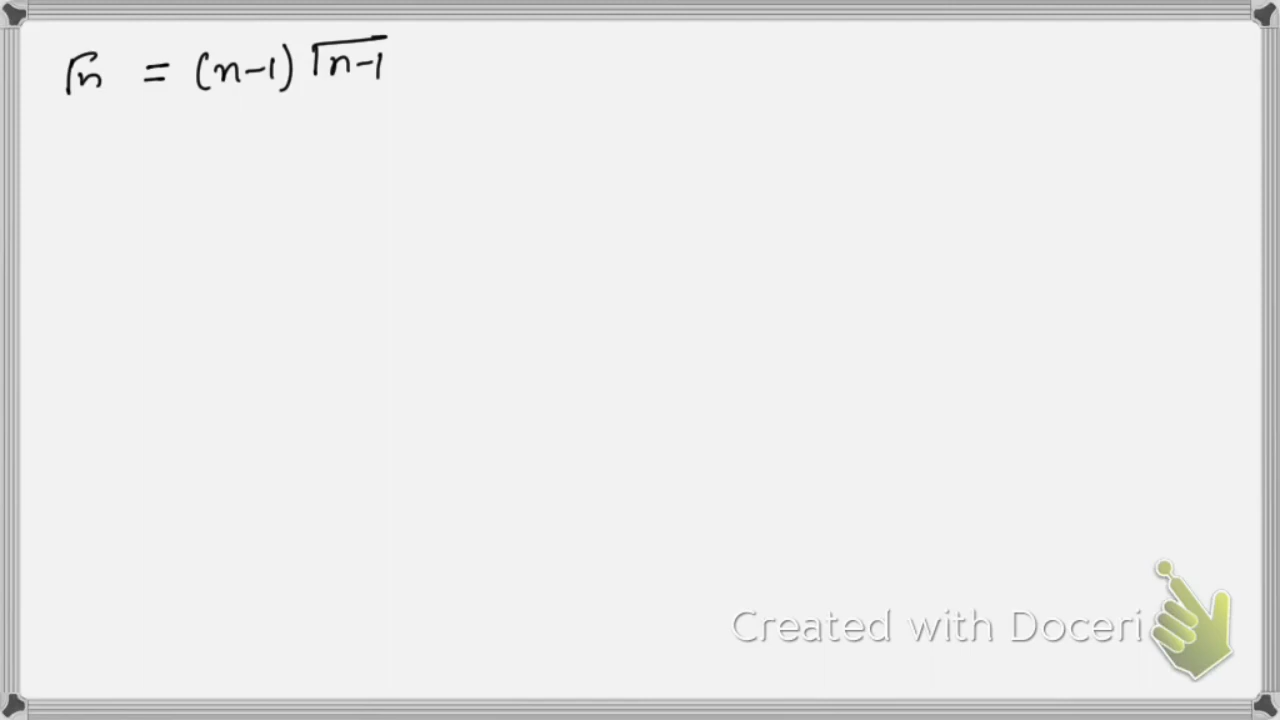 Γn = (n-1) Γn-1
Created with Doceri